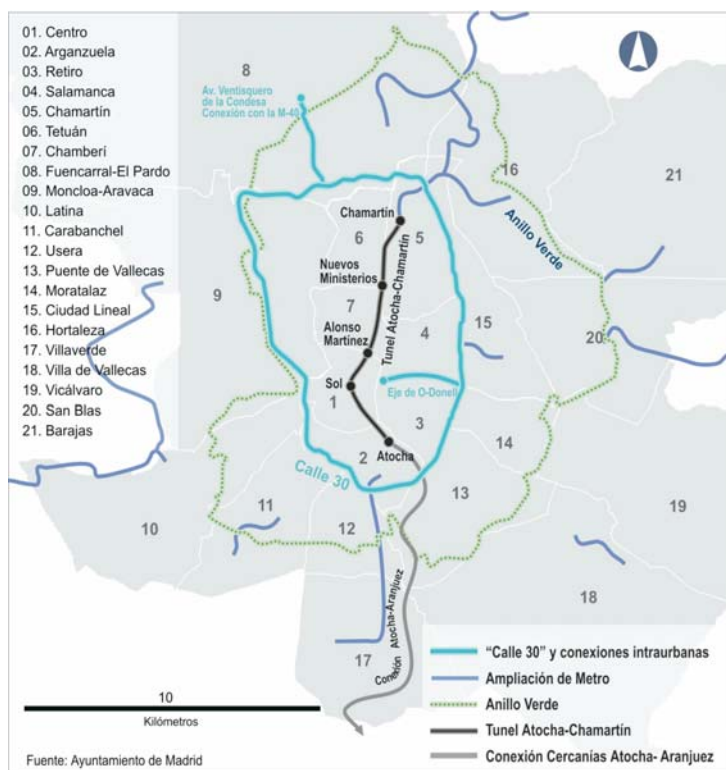 01. Centro
02. Arganzuela
03. Retiro
04. Salamanca
05. Chamartín
06. Tetuán
07. Chamberí
08. Fuencarral-El Pardo
09. Moncloa-Aravaca
10. Latina
11. Carabanchel
12. Usera
13. Puente de Vallecas
14. Moratalaz
15. Ciudad Lineal
16. Hortaleza
17. Villaverde
18. Villa de Vallecas
19. Vicálvaro
20. San Blas
21. Barajas
8
Av. Ventisquero
de la Condesa
Conexión con la M-40
16
21
Anillo Verde
Chamartín
6
5
Nuevos
Ministerios
Tunel Atocha-Chamartín
9
7
Alonso
Martínez
4
15
20
Sol
1
Eje de O-Donell
3
Atocha
2
14
Calle 30
13
11
10
12
19
18
Conexión Atocha-Aranjuez
17
10
Kilómetros
"Calle 30" y conexiones intraurbanas
Ampliación de Metro
Anillo Verde
Tunel Atocha-Chamartín
Conexión Cercanías Atocha- Aranjuez
Fuente: Ayuntamiento de Madrid